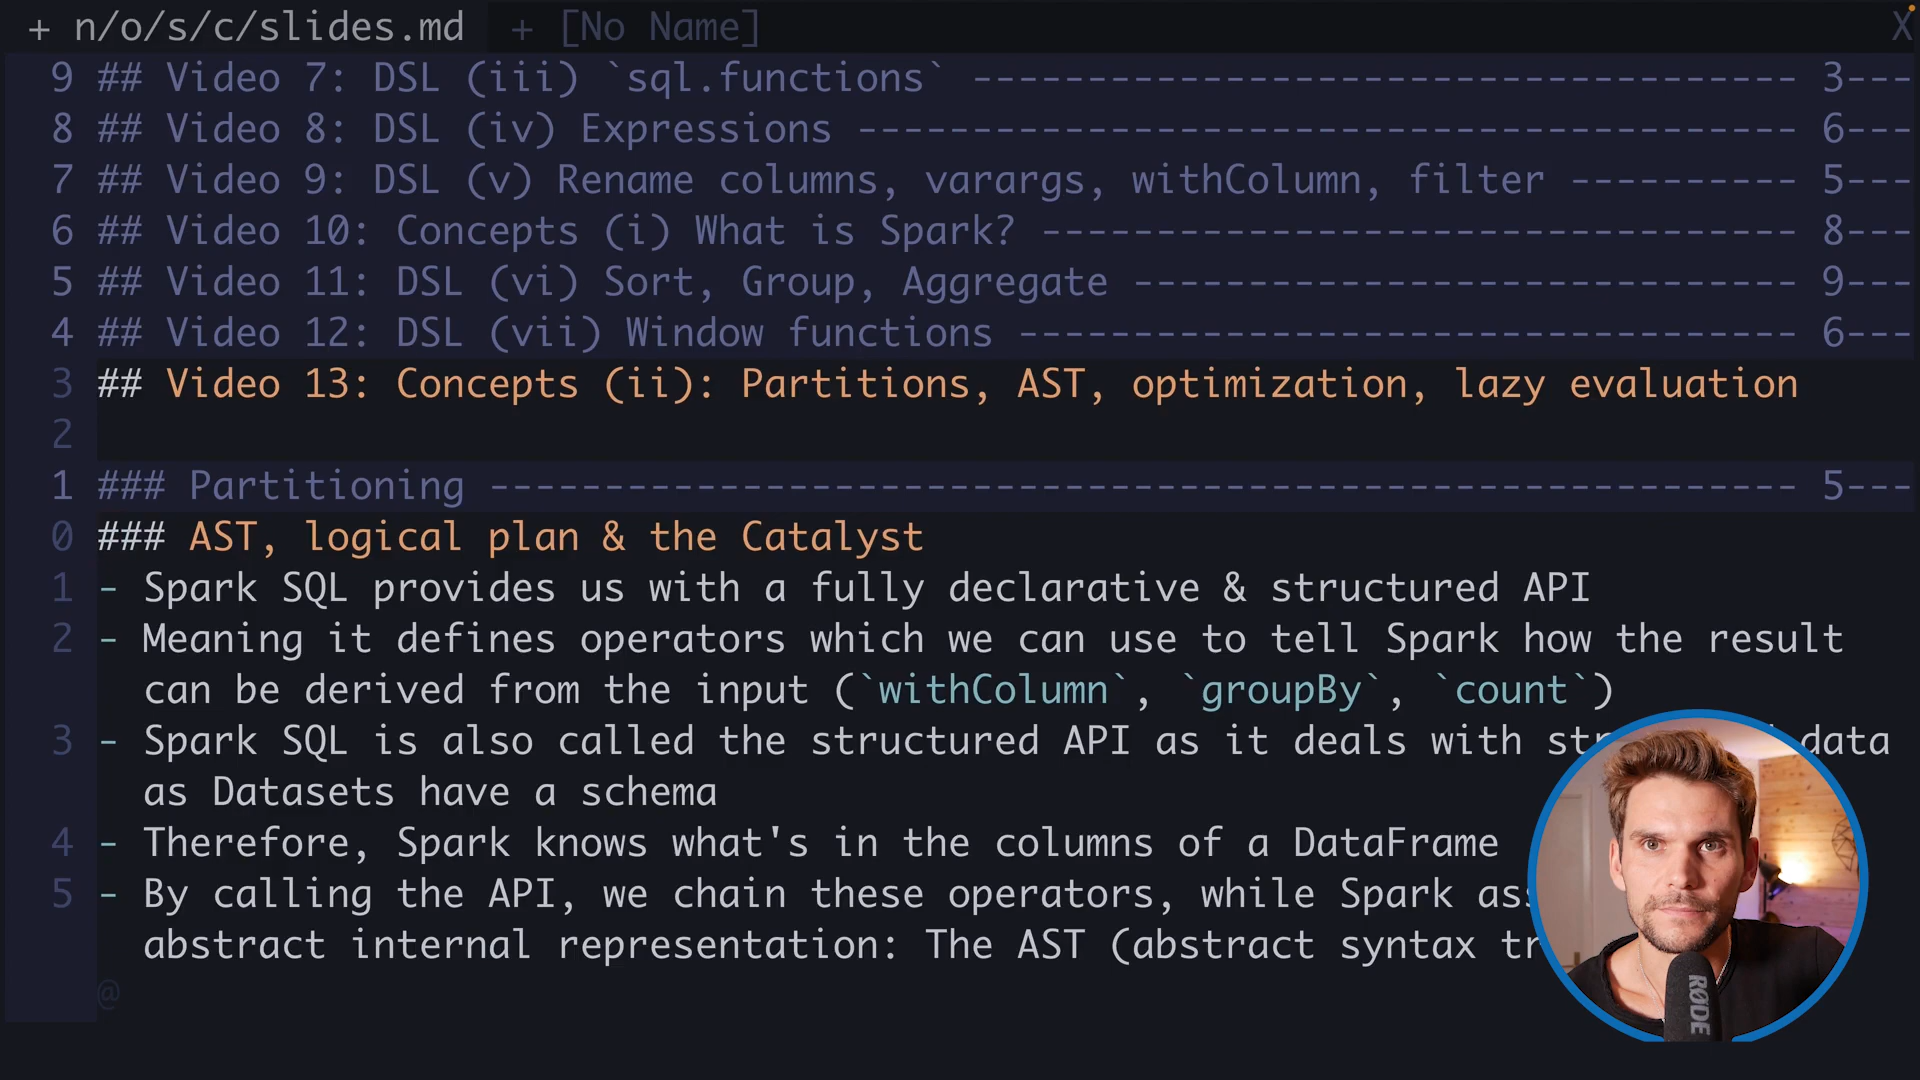 + n/o/s/c/slides.md + [No Name] X
9 ## Video 7: DSL (iii) `sql.functions` ------------------------------------ 3---
8 ## Video 8: DSL (iv) Expressions ----------------------------------------- 6---
7 ## Video 9: DSL (v) Rename columns, varargs, withColumn, filter ---------- 5---
6 ## Video 10: Concepts (i) What is Spark? --------------------------------- 8---
5 ## Video 11: DSL (vi) Sort, Group, Aggregate ----------------------------- 9---
4 ## Video 12: DSL (vii) Window functions ---------------------------------- 6---
3 ## Video 13: Concepts (ii): Partitions, AST, optimization, lazy evaluation
2
1 ### Partitioning --------------------------------------------------------- 5---
0 ### AST, logical plan & the Catalyst
1 - Spark SQL provides us with a fully declarative & structured API
2 - Meaning it defines operators which we can use to tell Spark how the result
can be derived from the input (`withColumn`, `groupBy`, `count`)
3 - Spark SQL is also called the structured API as it deals with data
as Datasets have a schema
4 - Therefore, Spark knows what's in the columns of a DataFrame
5 - By calling the API, we chain these operators, while Spark
abstract internal representation: The AST (abstract syntax
@
RØDE